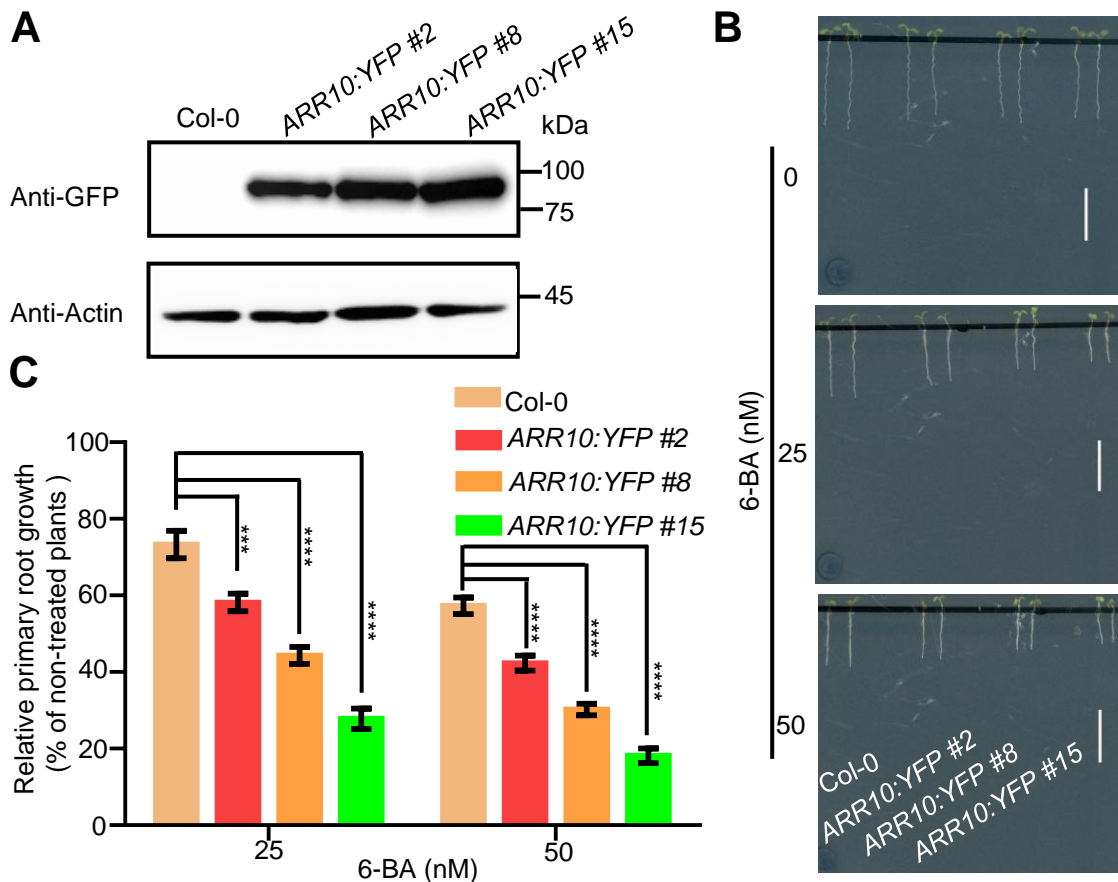 A
Col-0
ARR10:YFP #2
ARR10:YFP #8
ARR10:YFP #15
kDa
Anti-GFP
100
75
Anti-Actin
45
B
6-BA (nM)
0
25
50
Col-0
ARR10:YFP #2
ARR10:YFP #8
ARR10:YFP #15
C
Col-0
ARR10:YFP #2
ARR10:YFP #8
ARR10:YFP #15
Relative primary root growth
(% of non-treated plants )
100
80
60
40
20
0
***
****
****
****
****
****
25
50
6-BA (nM)